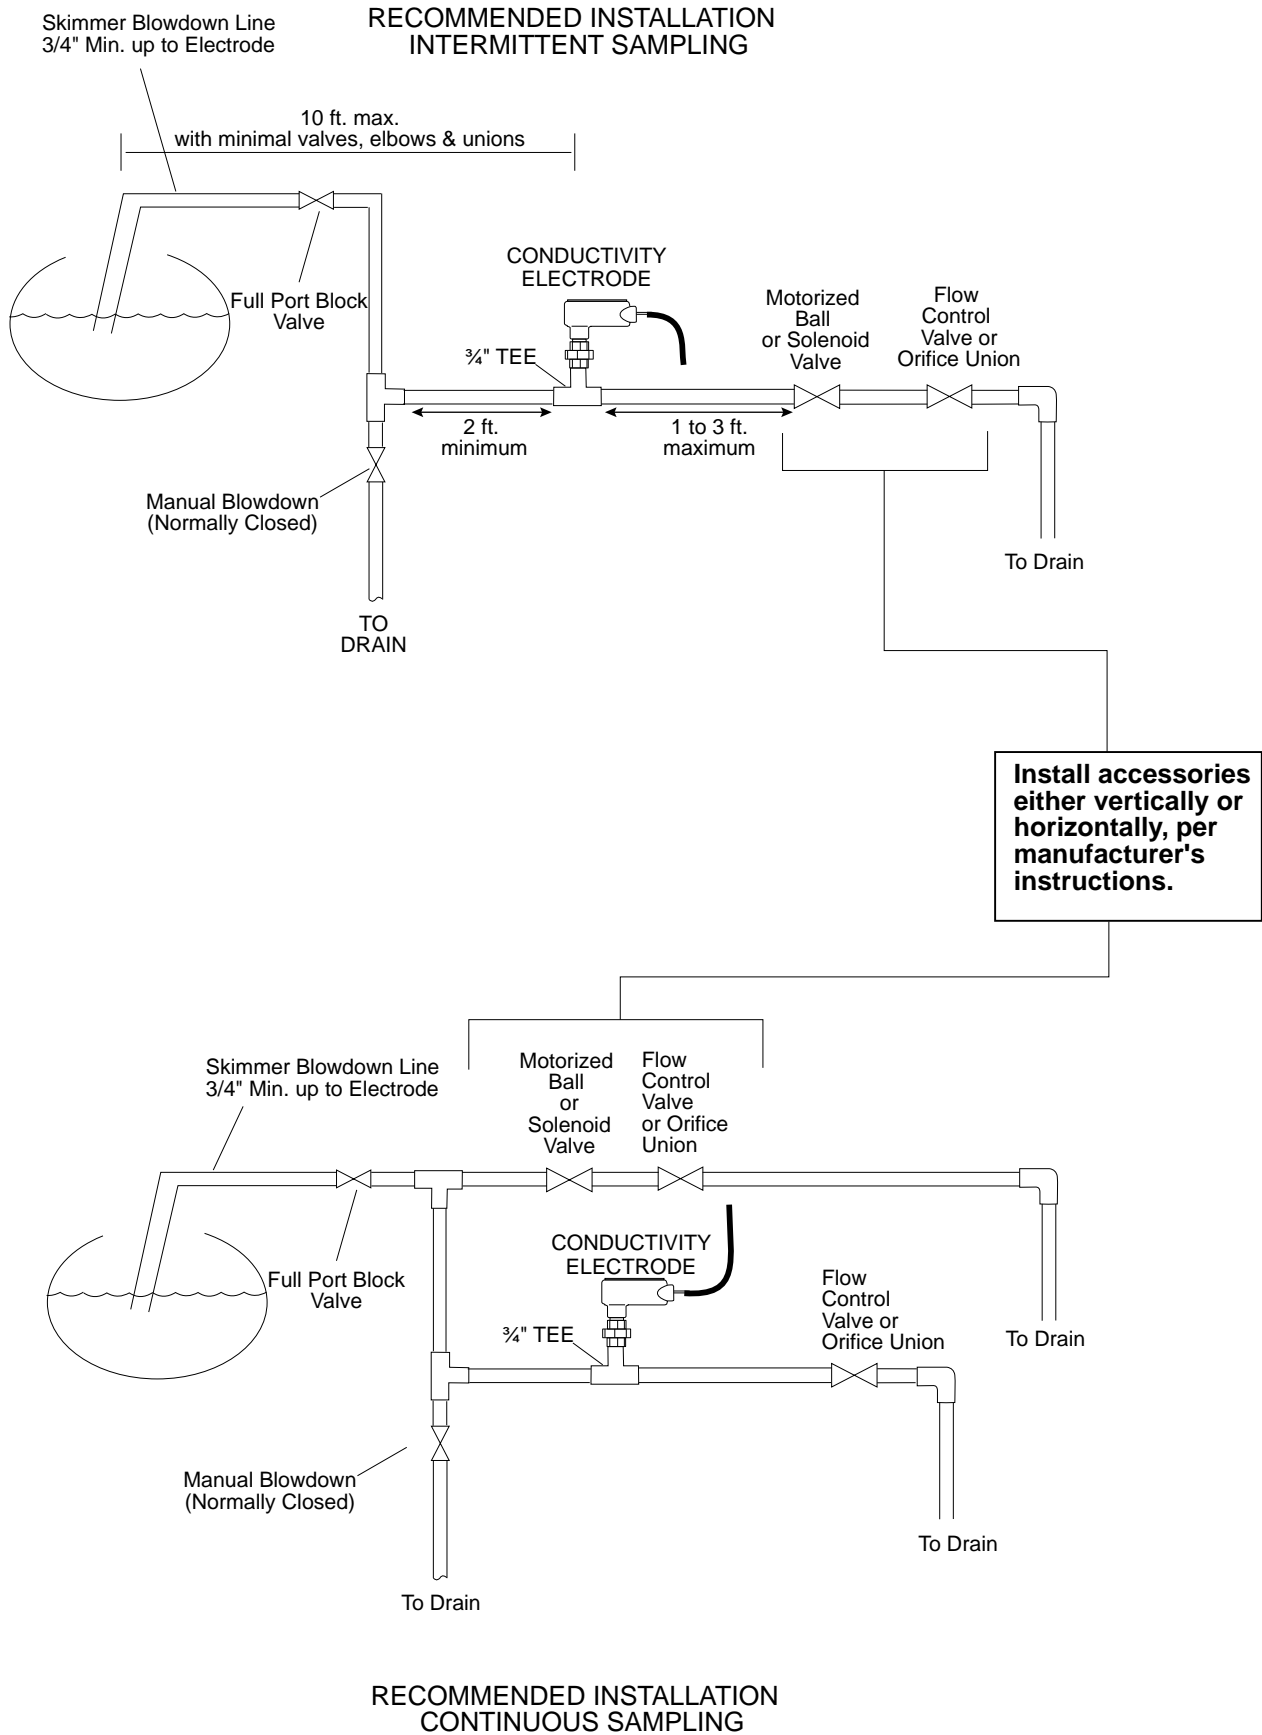 RECOMMENDED INSTALLATION
INTERMITTENT SAMPLING
Skimmer Blowdown Line
3/4" Min. up to Electrode
10 ft. max.
with minimal valves, elbows & unions
CONDUCTIVITY
ELECTRODE
Full Port Block
Valve
Motorized
Ball
or Solenoid
Valve
Flow
Control
Valve or
Orifice Union
¾" TEE
2 ft.
minimum
1 to 3 ft.
maximum
Manual Blowdown
(Normally Closed)
To Drain
TO
DRAIN
Install accessories
either vertically or
horizontally, per
manufacturer's
instructions.
Skimmer Blowdown Line
3/4" Min. up to Electrode
Motorized
Ball
or
Solenoid
Valve
Flow
Control
Valve
or Orifice
Union
CONDUCTIVITY
ELECTRODE
Full Port Block
Valve
Flow
Control
Valve or
Orifice Union
¾" TEE
To Drain
Manual Blowdown
(Normally Closed)
To Drain
To Drain
RECOMMENDED INSTALLATION
CONTINUOUS SAMPLING